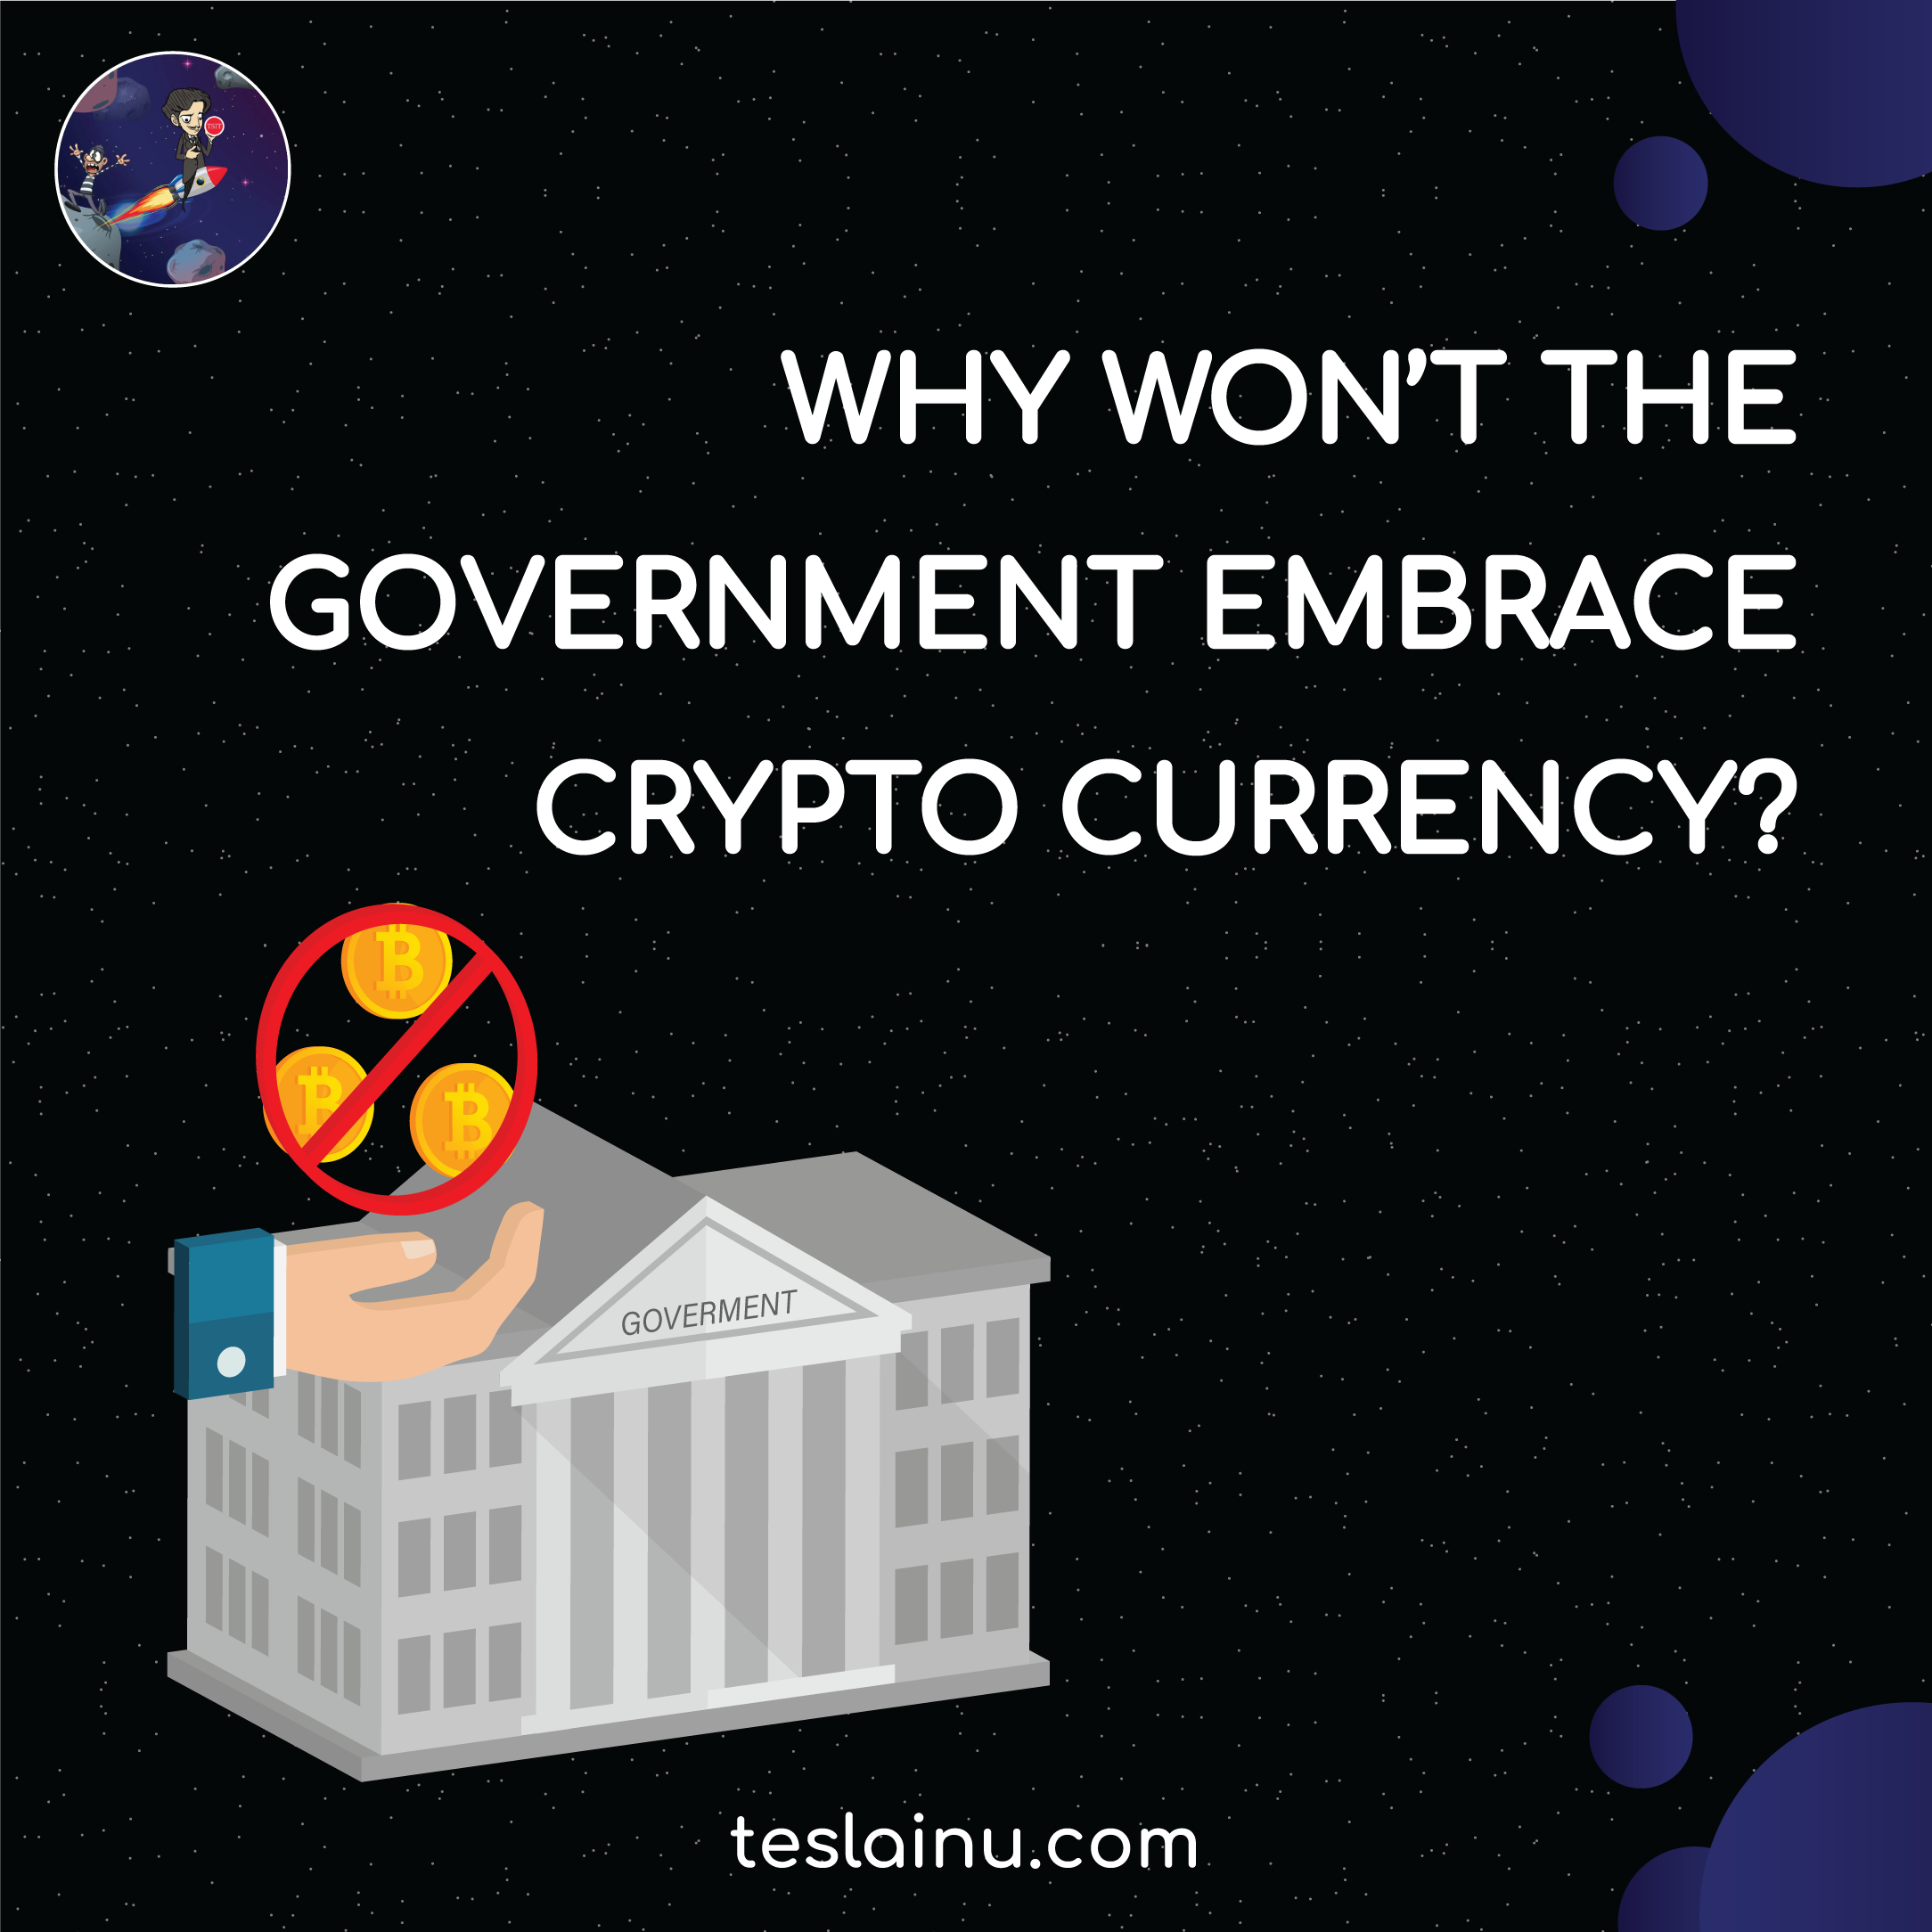 WHY WON'T THE
GOVERNMENT EMBRACE
CRYPTO CURRENCY?
GOVERMENT
teslainu.com